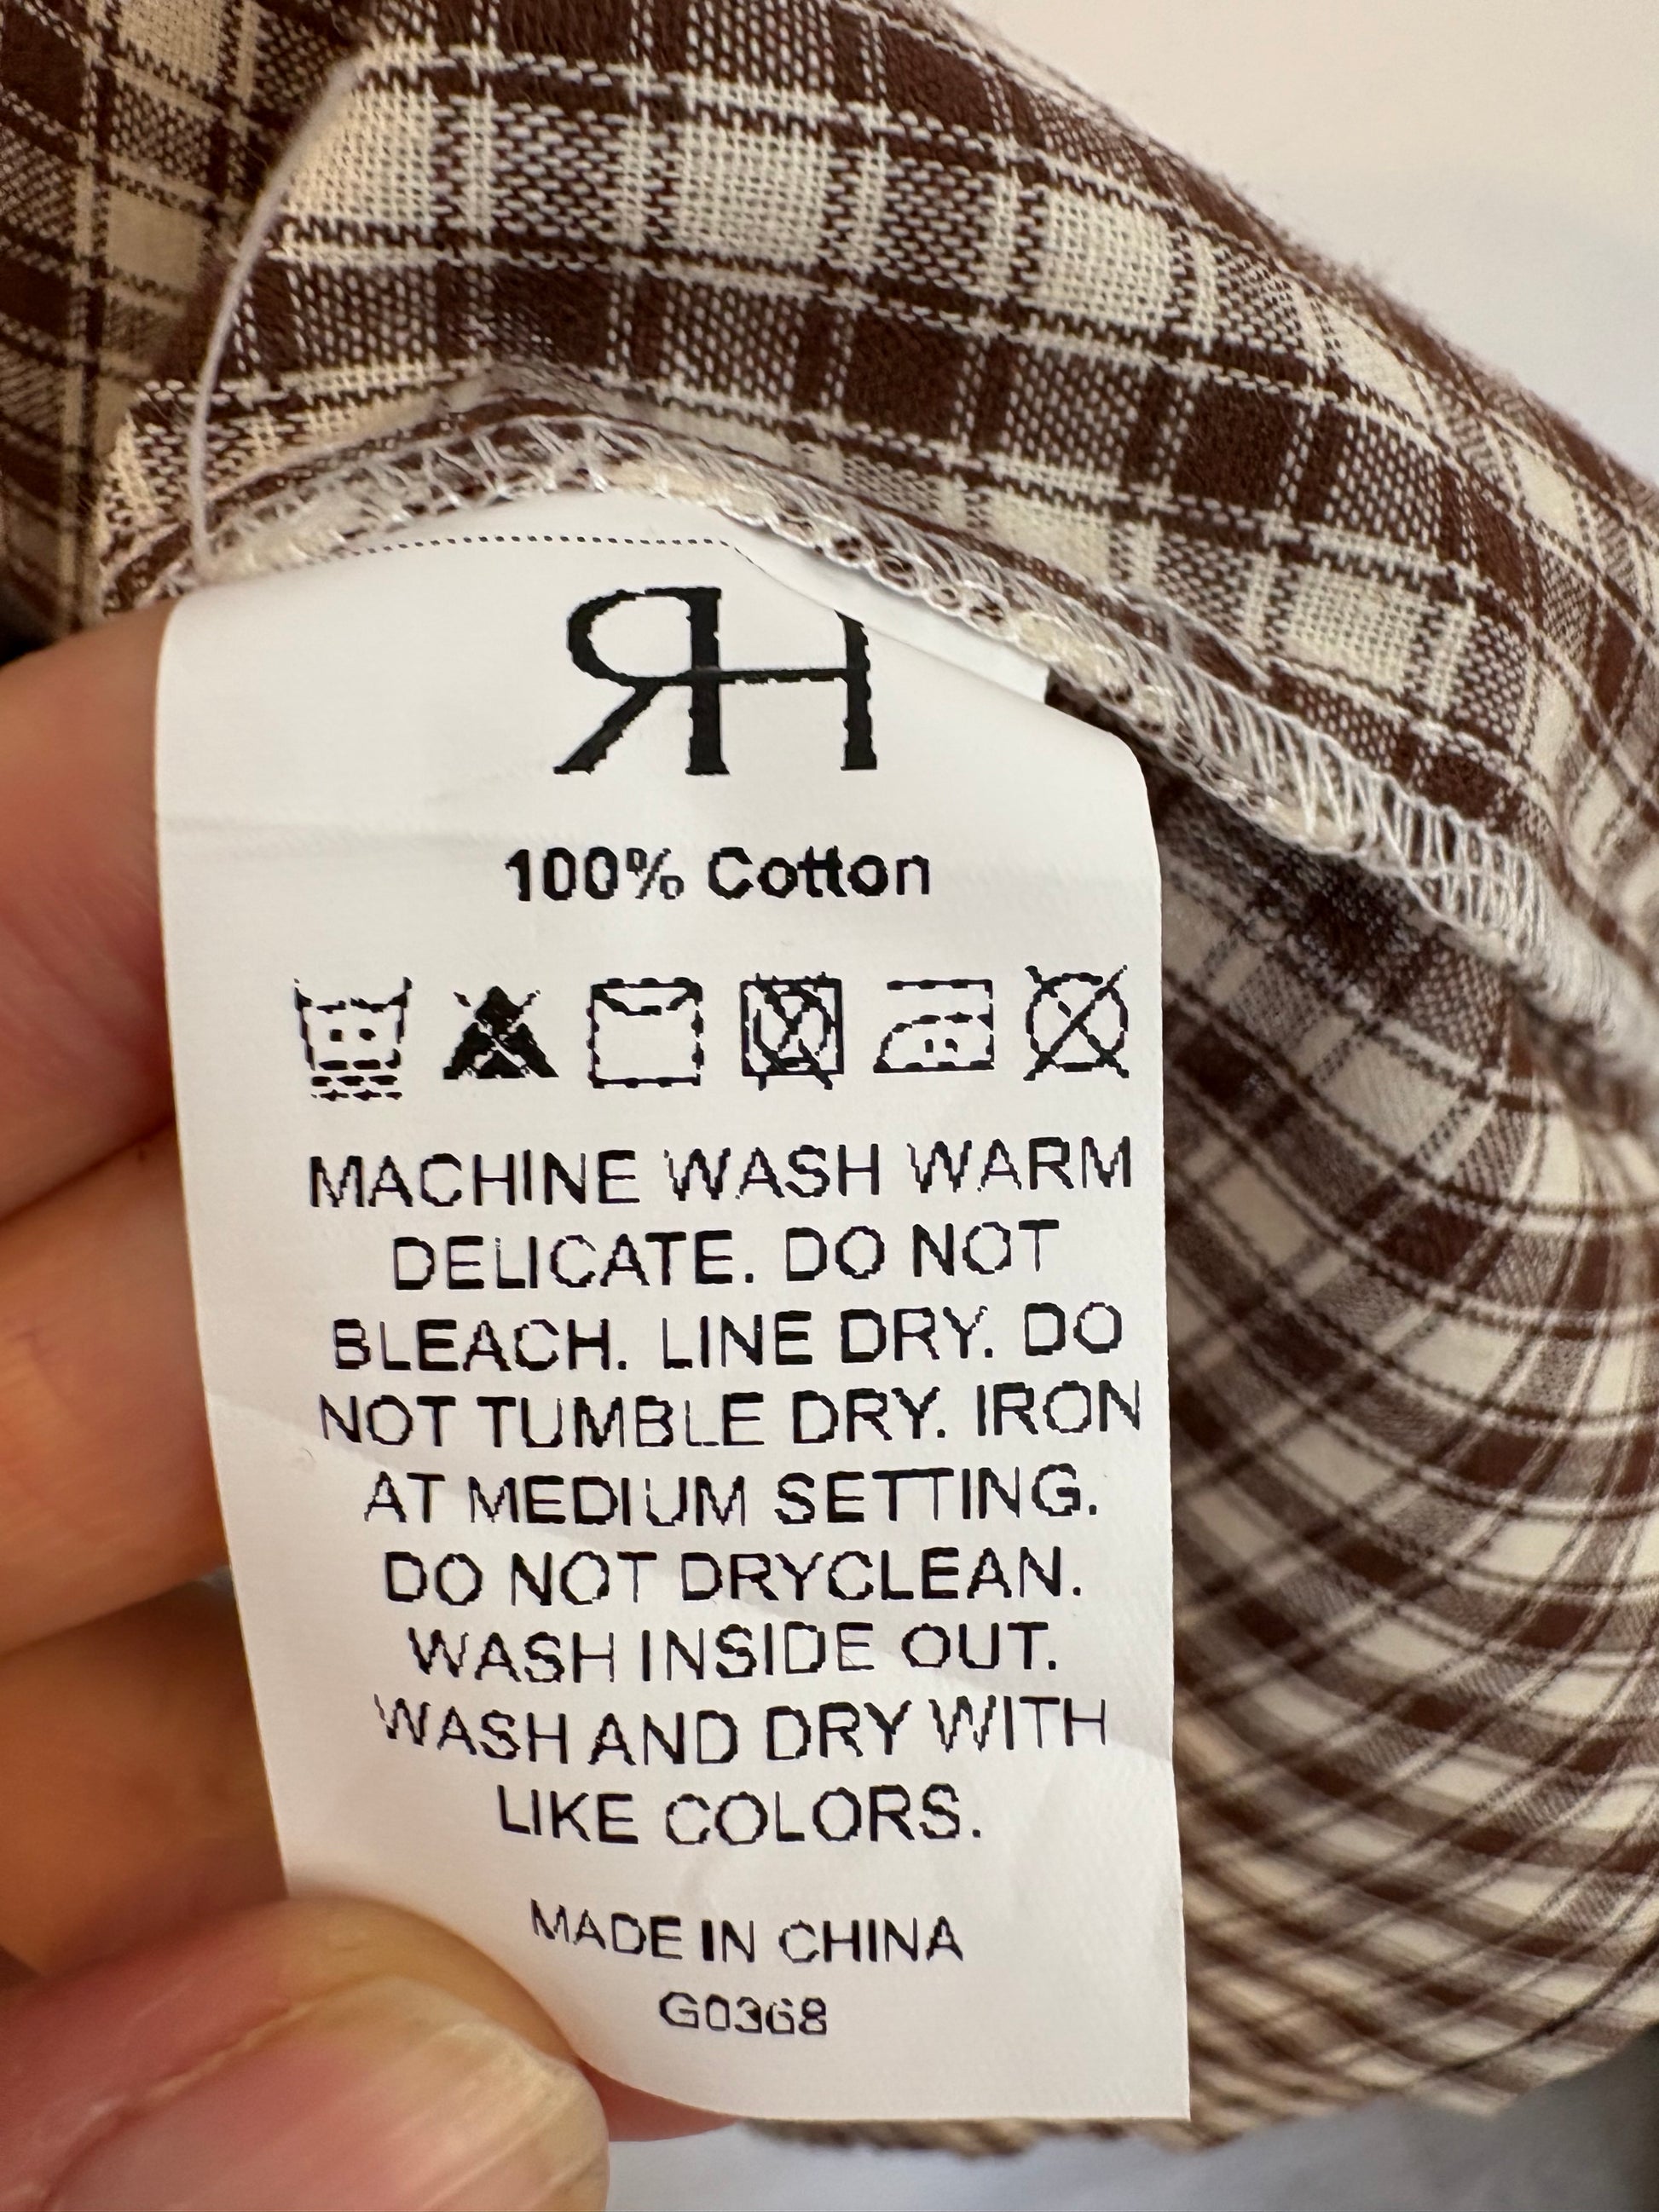 RH
100% Cotton
MACHINE WASH WARM
DELICATE. DO NOT
BLEACH. LINE DRY. DO
NOT TUMBLE DRY. IRON
AT MEDIUM SETTING.
DO NOT DRYCLEAN.
WASH INSIDE OUT.
WASH AND DRY WITH
LIKE COLORS.
MADE IN CHINA
G0368